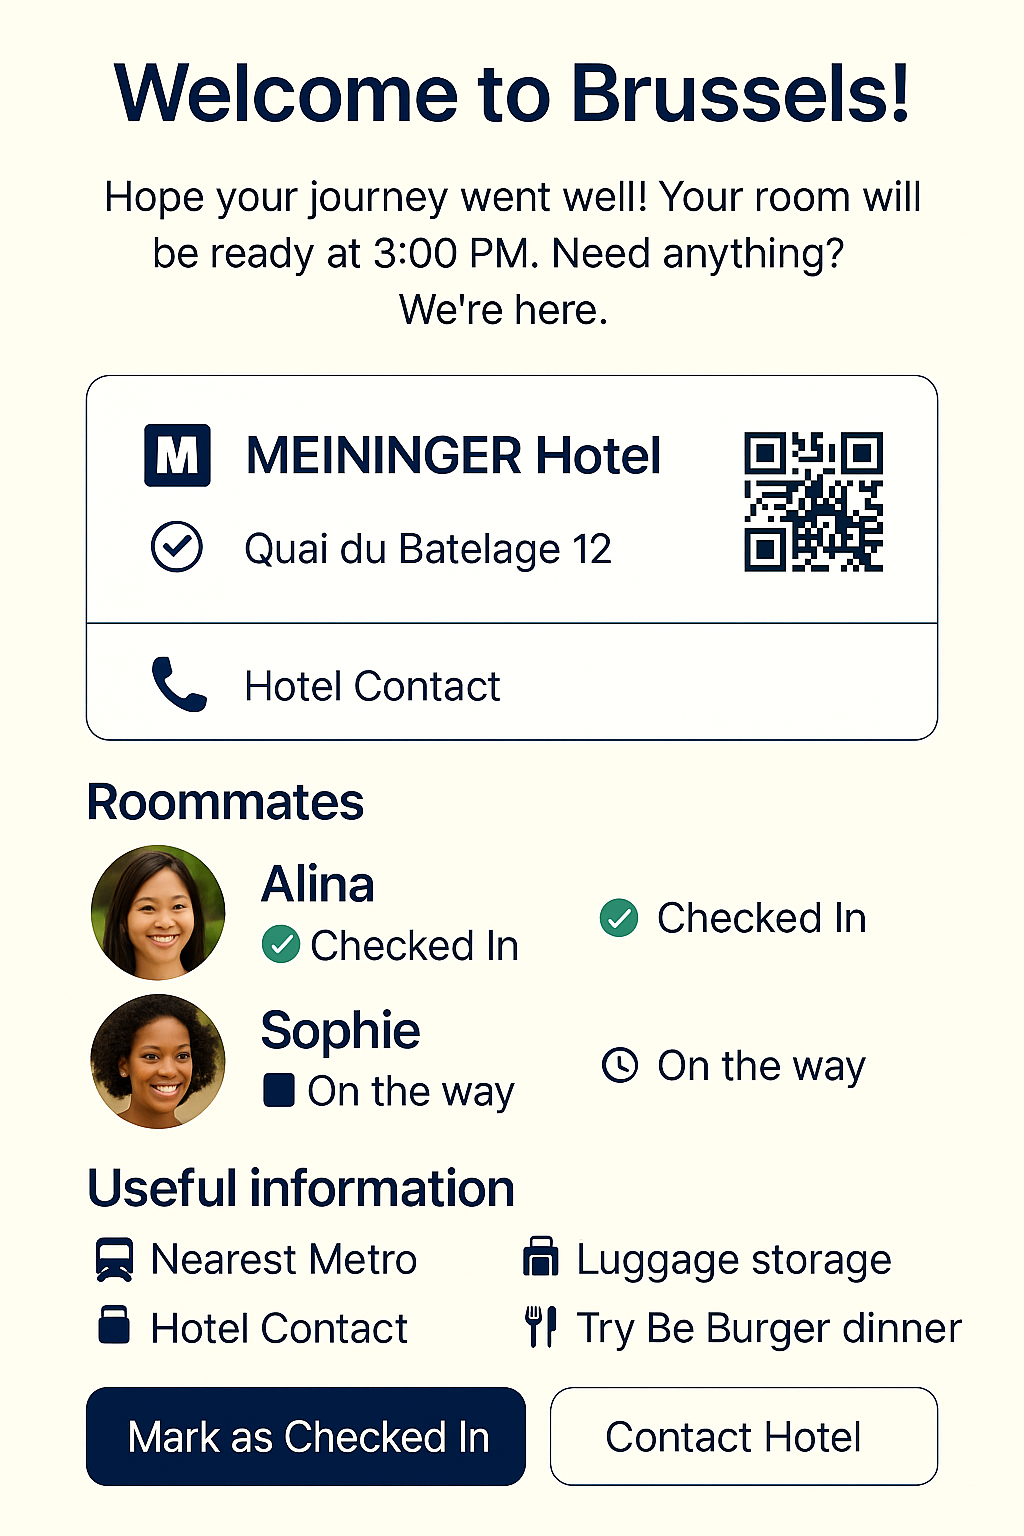 Welcome to Brussels!
Hope your journey went well! Your room will
be ready at 3:00 PM. Need anything?
We're here.
M MEININGER Hotel
Quai du Batelage 12
Hotel Contact
Roommates
Alina
Checked In
Checked In
Sophie
On the way
On the way
Useful information
Nearest Metro
Luggage storage
Hotel Contact
Try Be Burger dinner
Mark as Checked In
Contact Hotel